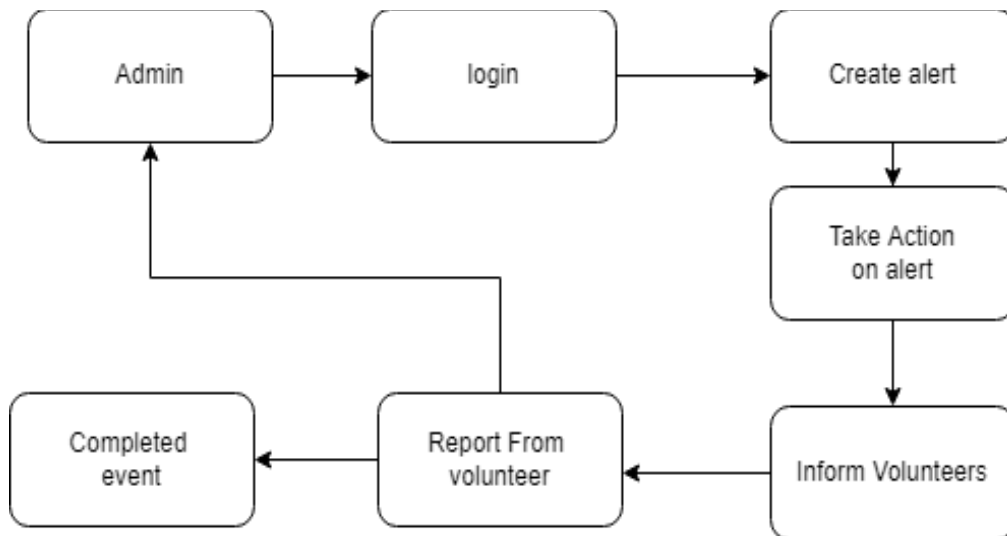 Admin
login
Create alert
Take Action
on alert
Completed
event
Report From
volunteer
Inform Volunteers